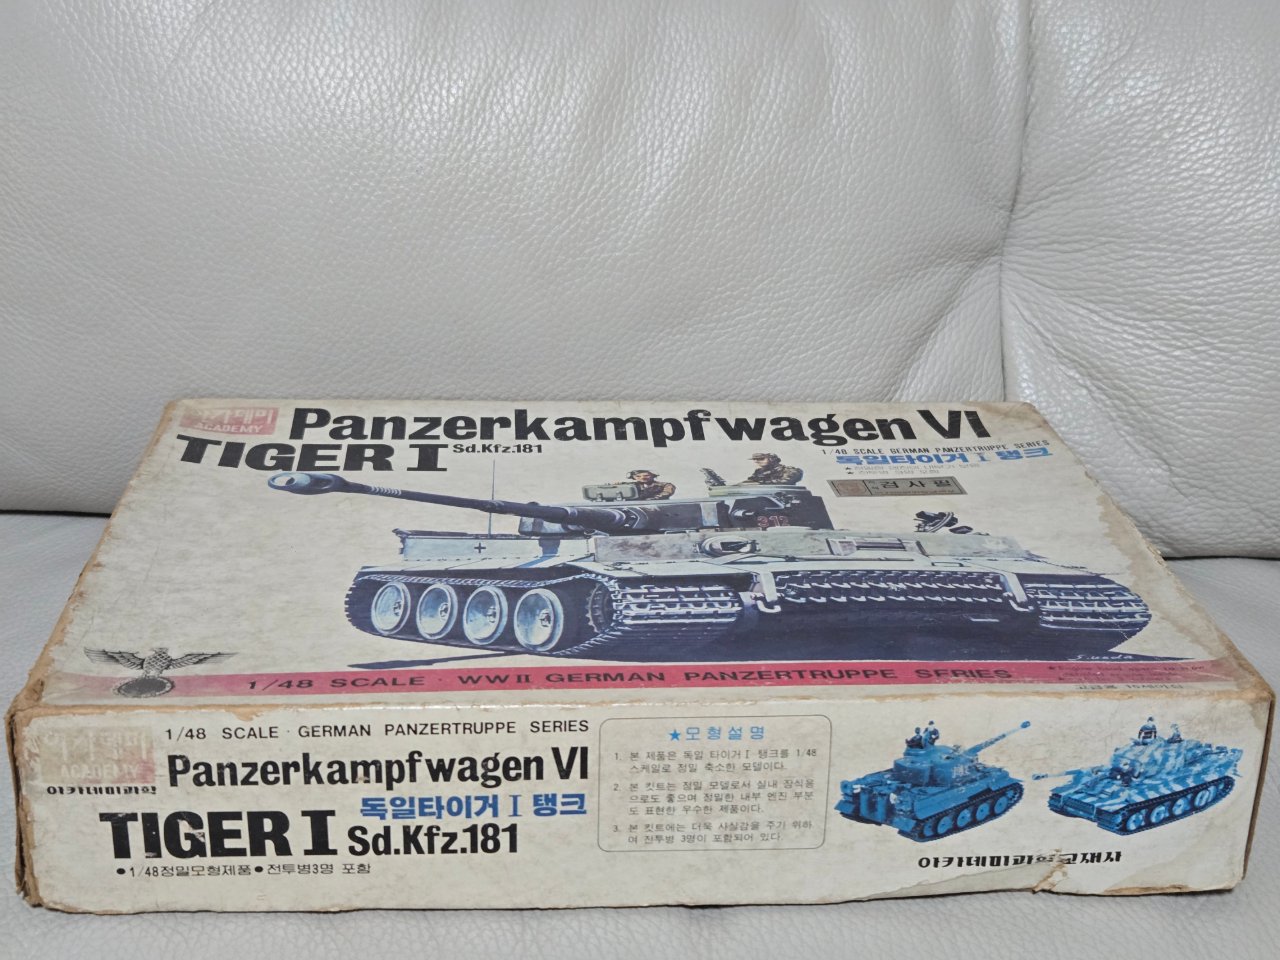 아카데미
ACADEMY
Panzerkampfwagen VI
TIGER I Sd.Kfz.181
1/48 SCALE GERMAN PANZERTRUPPE SERIES
독일타이거 I 탱크
검사필
312
1/48 SCALE · WW II GERMAN PANZERTRUPPE SERIES
1/48 SCALE · GERMAN PANZERTRUPPE SERIES
ACADEMY
아카데미과학
Panzerkampfwagen VI
독일타이거 I 탱크
TIGER I Sd.Kfz.181
●1/48정밀모형제품●전투병3명 포함
★모형설명
1. 본 제품은 독일 타이거 I 탱크를 1/48
스케일로 정밀 축소한 모델이다.
2. 본 킷트는 정밀 모델로서 실내 장식용
으로도 좋으며 정밀한 내부 엔진 부분
도 표현한 우수한 제품이다.
3. 본 킷트에는 더욱 사실감을 주기 위하
여 전투병 3명이 포함되어 있다.
아카데미과학교재사